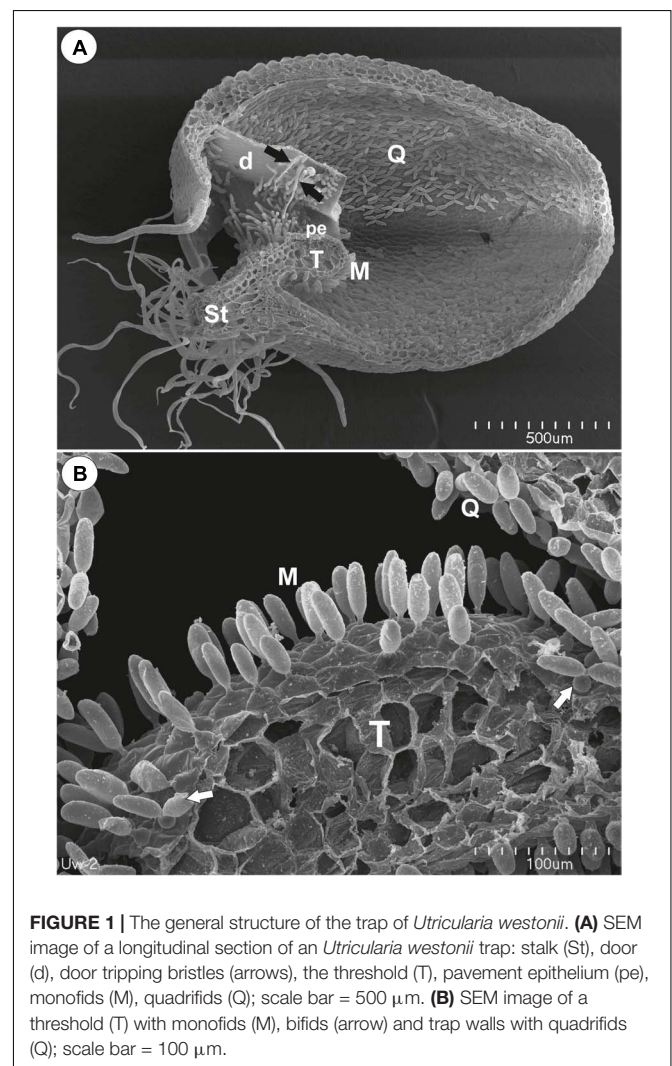 A
d
Q
pe
T
M
St
500um
B
Q
M
T
Uw-2
100um
FIGURE 1 | The general structure of the trap of Utricularia westonii. (A) SEM
image of a longitudinal section of an Utricularia westonii trap: stalk (St), door
(d), door tripping bristles (arrows), the threshold (T), pavement epithelium (pe),
monofids (M), quadrifids (Q); scale bar = 500 μm. (B) SEM image of a
threshold (T) with monofids (M), bifids (arrow) and trap walls with quadrifids
(Q); scale bar = 100 μm.